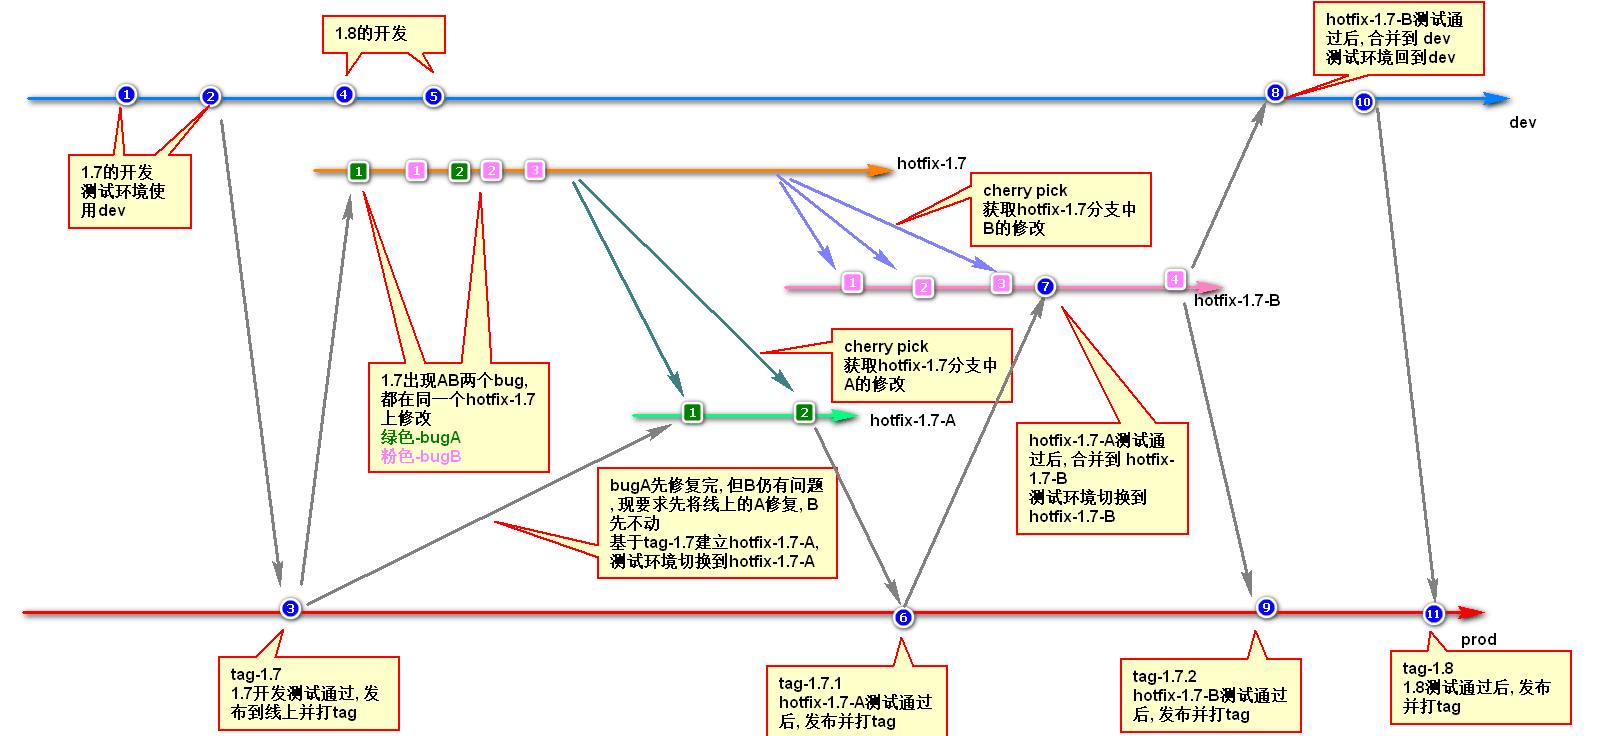 1.8的开发
hotfix-1.7-B测试通
过后, 合并到 dev
测试环境回到dev
1
2
4
5
8
10
dev
1.7的开发
测试环境使
用dev
1
1
2
2
3
hotfix-1.7
cherry pick
获取hotfix-1.7分支中
B的修改
1
2
3
7
4
hotfix-1.7-B
cherry pick
获取hotfix-1.7分支中
A的修改
1.7出现AB两个bug,
都在同一个hotfix-1.7
上修改
绿色-bugA
粉色-bugB
1
2
hotfix-1.7-A
hotfix-1.7-A测试通
过后, 合并到 hotfix-
1.7-B
测试环境切换到
hotfix-1.7-B
bugA先修复完, 但B仍有问题
, 现要求先将线上的A修复, B
先不动
基于tag-1.7建立hotfix-1.7-A,
测试环境切换到hotfix-1.7-A
3
6
9
11
prod
tag-1.7
1.7开发测试通过, 发
布到线上并打tag
tag-1.7.1
hotfix-1.7-A测试通过
后, 发布并打tag
tag-1.7.2
hotfix-1.7-B测试通过
后, 发布并打tag
tag-1.8
1.8测试通过后, 发布
并打tag